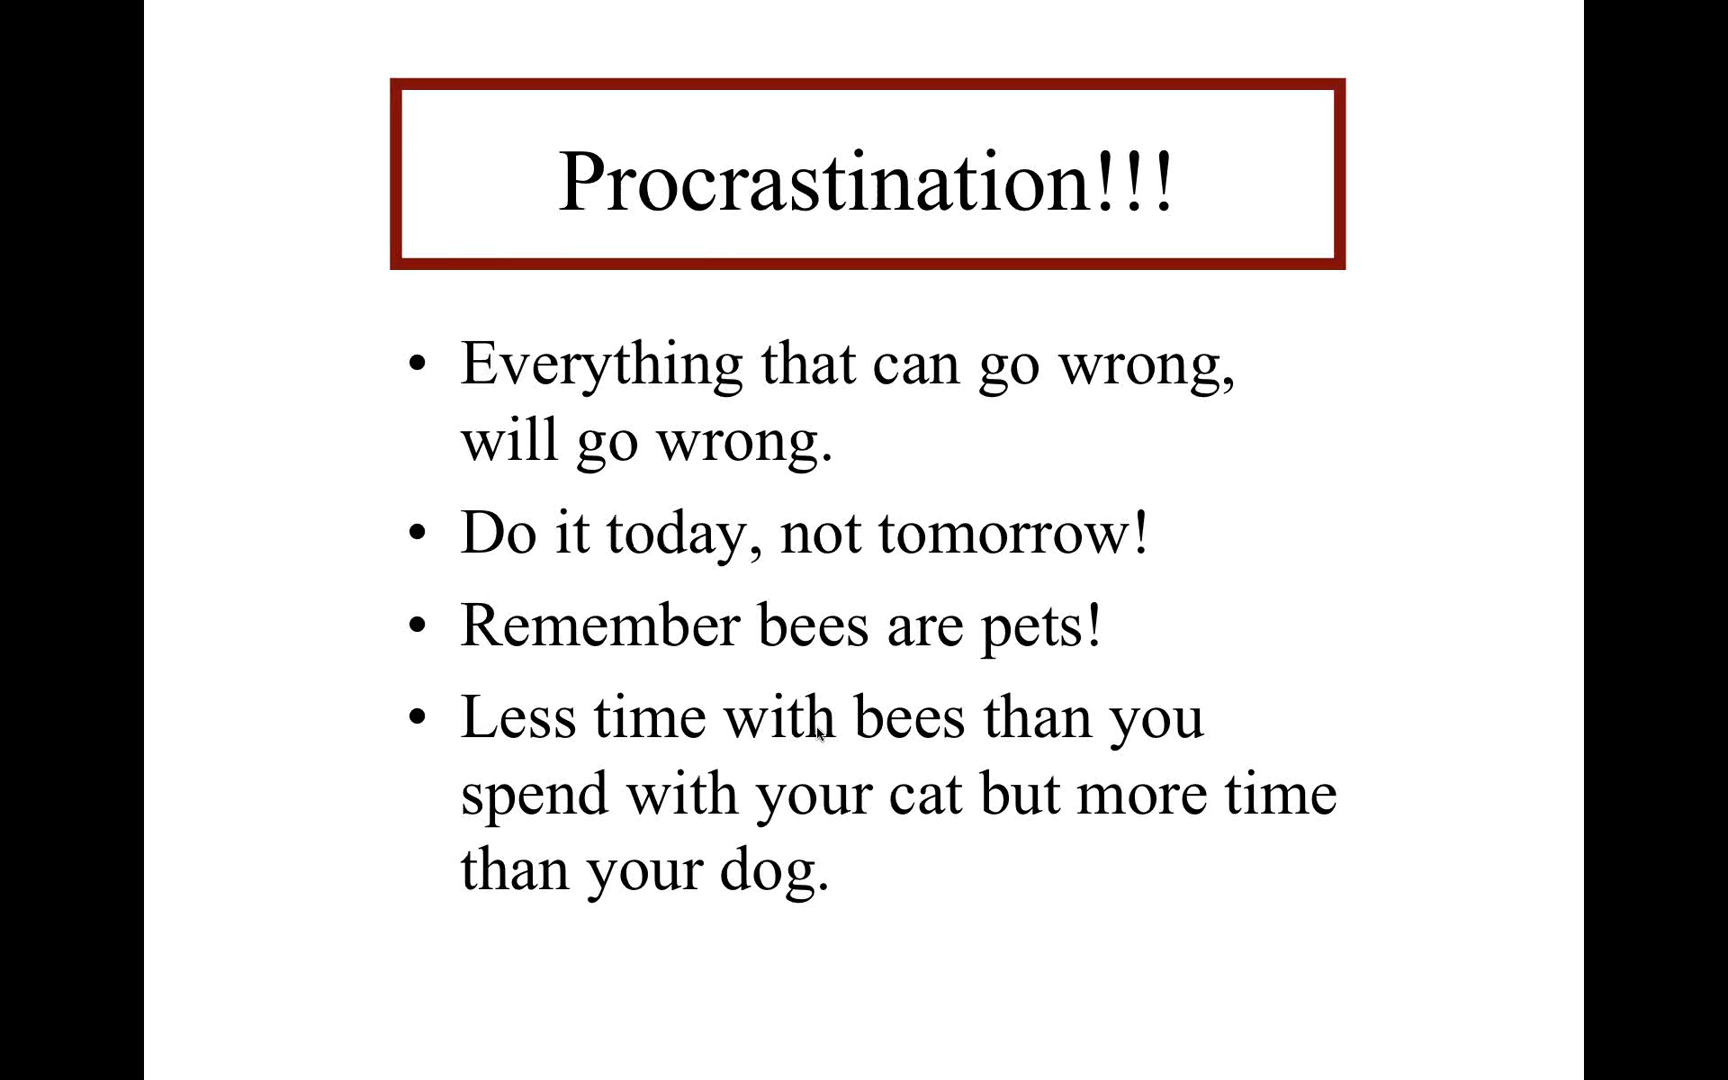 Procrastination!!!
• Everything that can go wrong,
will go wrong.
• Do it today, not tomorrow!
• Remember bees are pets!
• Less time with bees than you
spend with your cat but more time
than your dog.